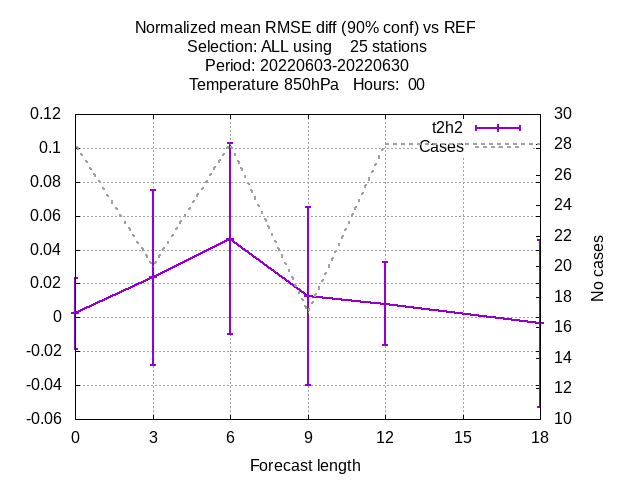 Normalized mean RMSE diff (90% conf) vs REF
Selection: ALL using    25 stations
Period: 20220603-20220630
Temperature 850hPa   Hours:  00
0.12
0.1
0.08
0.06
0.04
0.02
0
-0.02
-0.04
-0.06
30
28
26
24
22
20
18
16
14
12
10
t2h2
Cases
No cases
0 3 6 9 12 15 18
Forecast length